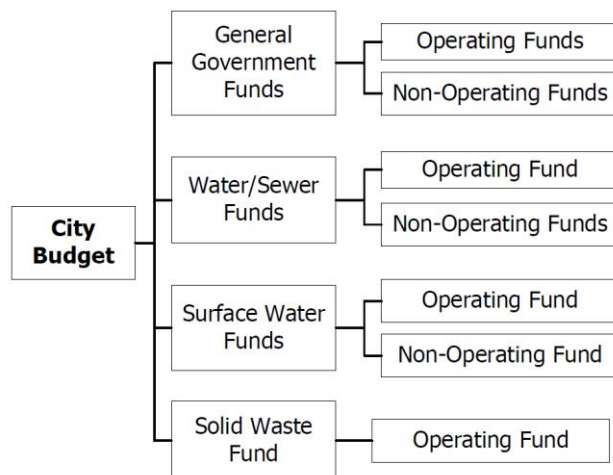 General
Government
Funds
Operating Funds
Non-Operating Funds
Water/Sewer
Funds
Operating Fund
Non-Operating Funds
City
Budget
Surface Water
Funds
Operating Fund
Non-Operating Fund
Solid Waste
Fund
Operating Fund